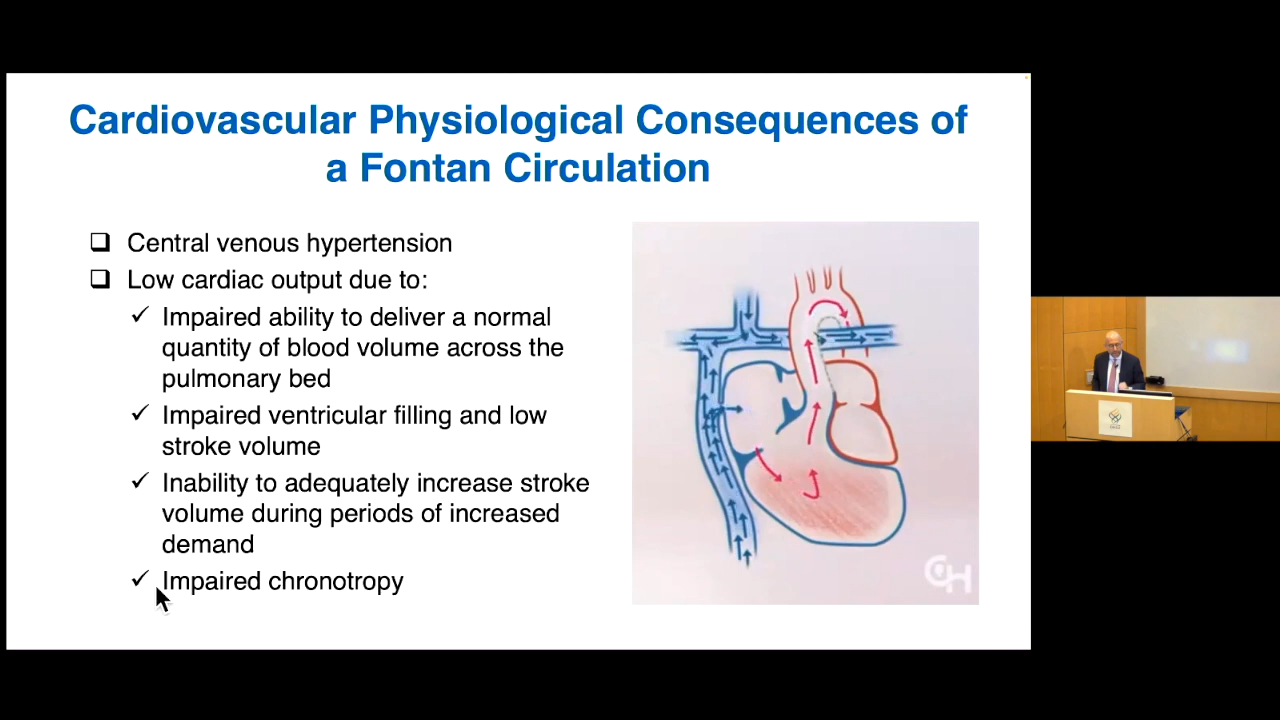 Cardiovascular Physiological Consequences of
a Fontan Circulation
❑ Central venous hypertension
❑ Low cardiac output due to:
✓ Impaired ability to deliver a normal
quantity of blood volume across the
pulmonary bed
✓ Impaired ventricular filling and low
stroke volume
✓ Inability to adequately increase stroke
volume during periods of increased
demand
✓ Impaired chronotropy
CH